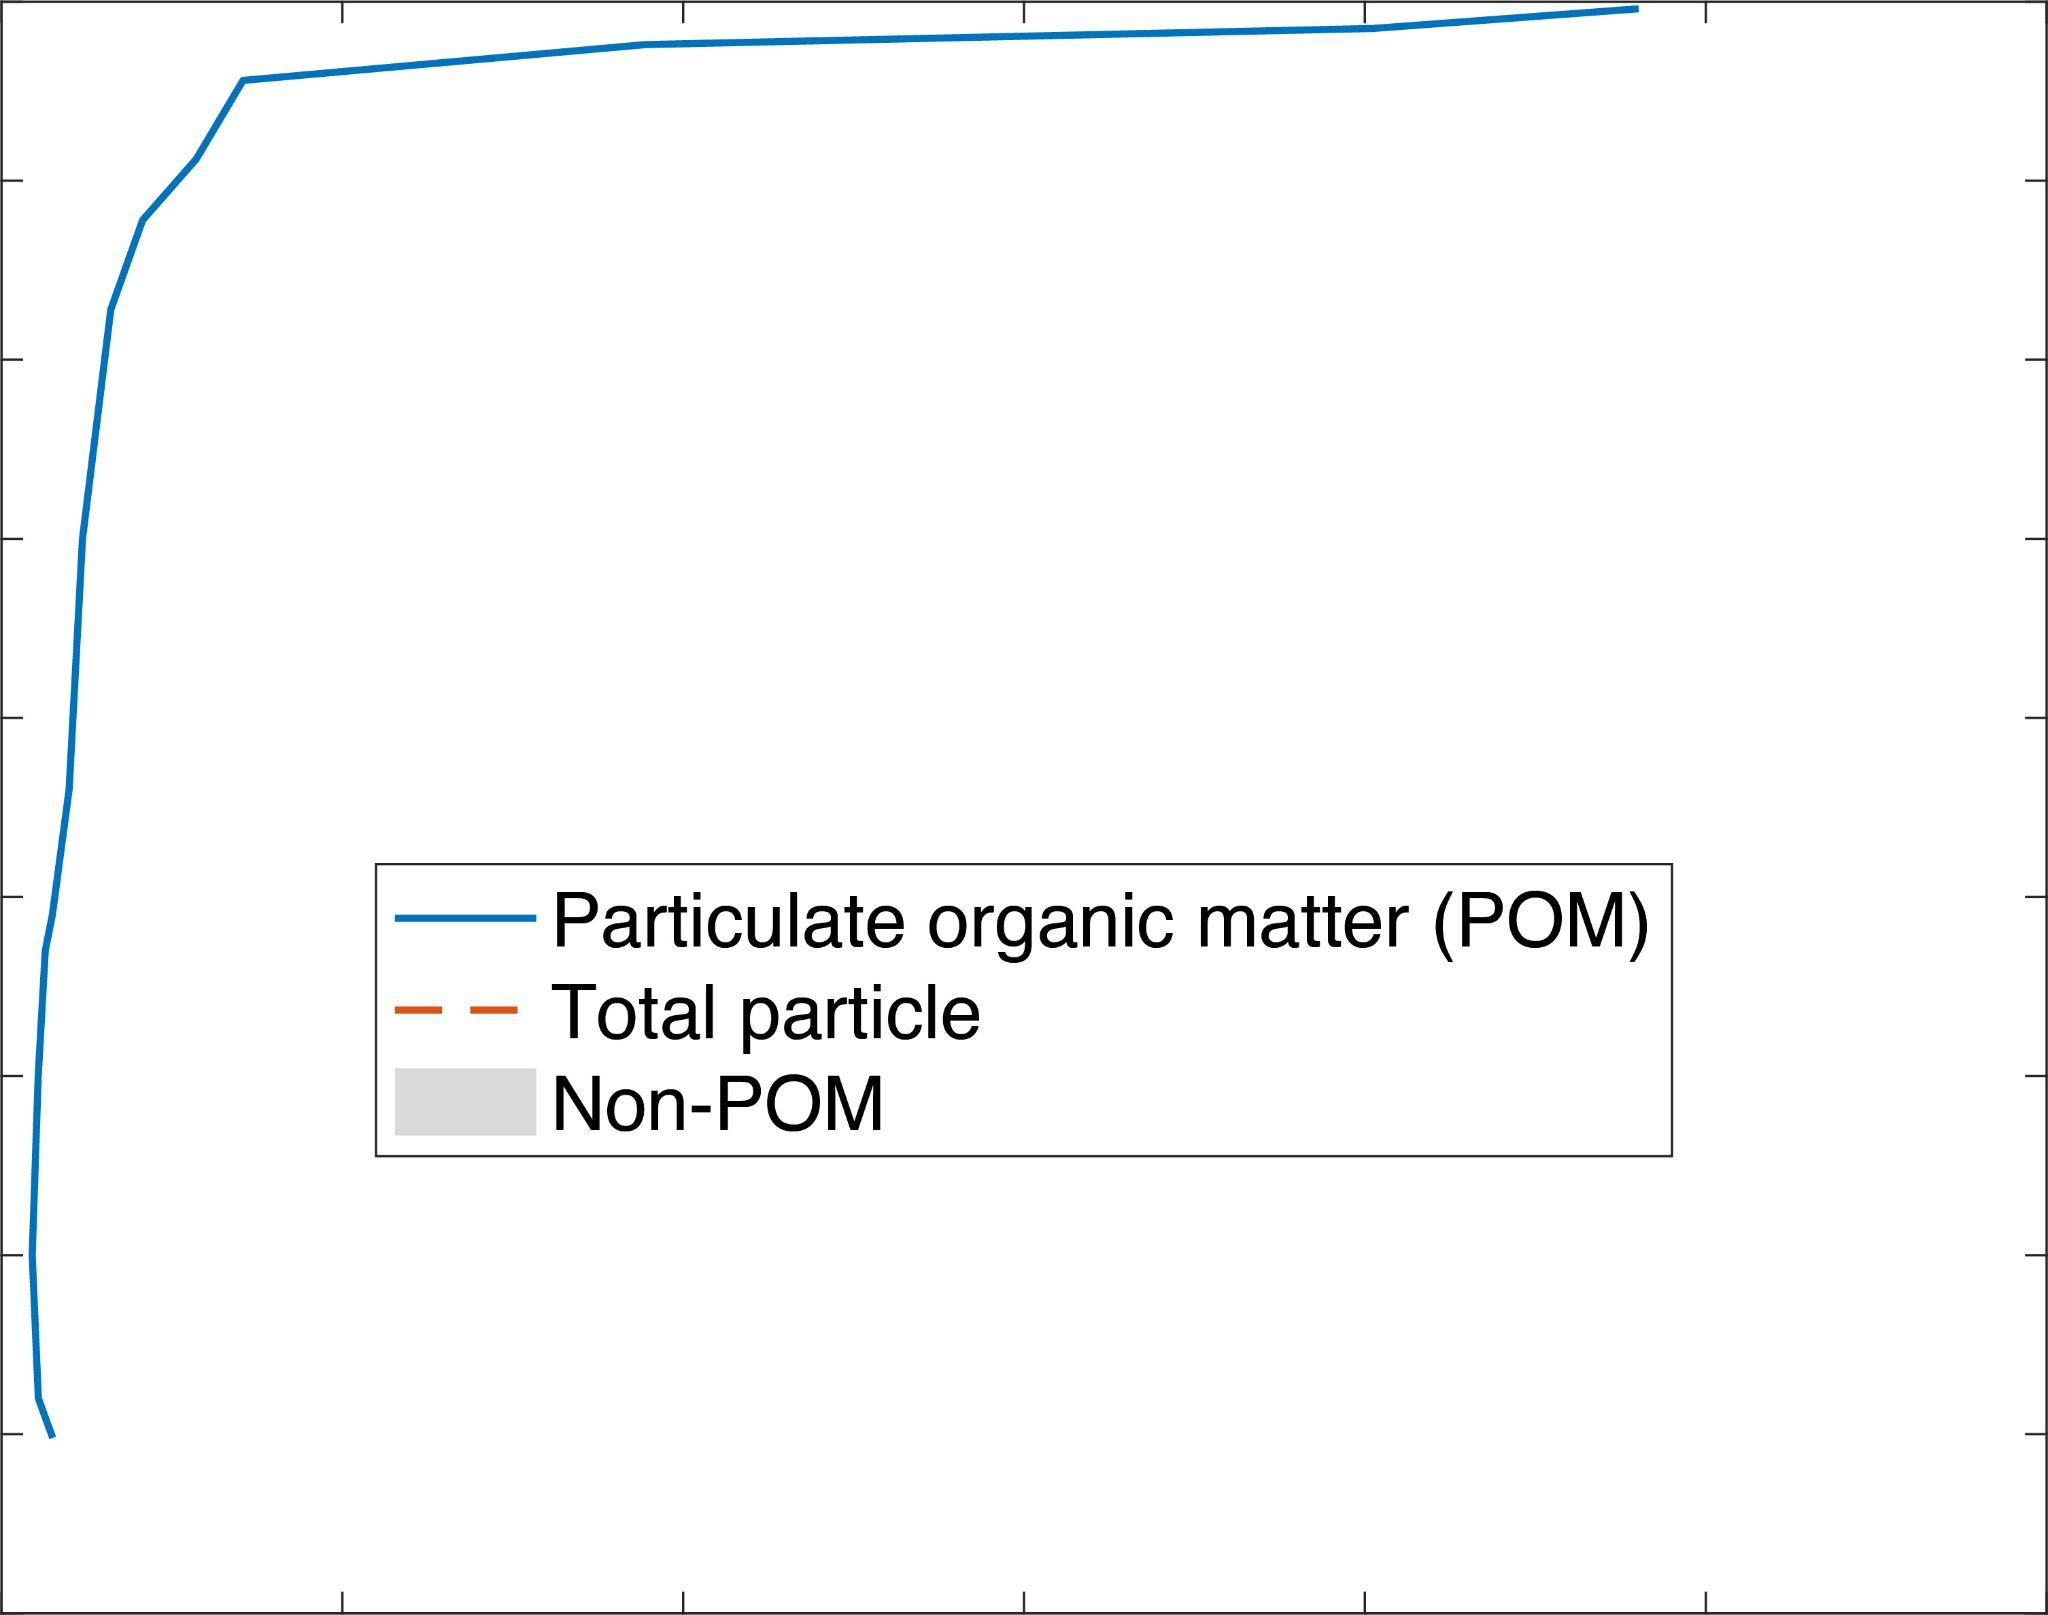 Particulate organic matter (POM)
Total particle
Non-POM